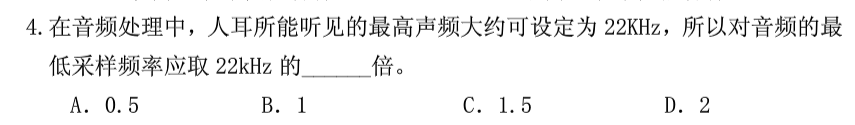 4. 在音频处理中，人耳所能听见的最高声频大约可设定为 22KHz，所以对音频的最
低采样频率应取 22kHz 的______倍。
A. 0.5 B. 1 C. 1.5 D. 2